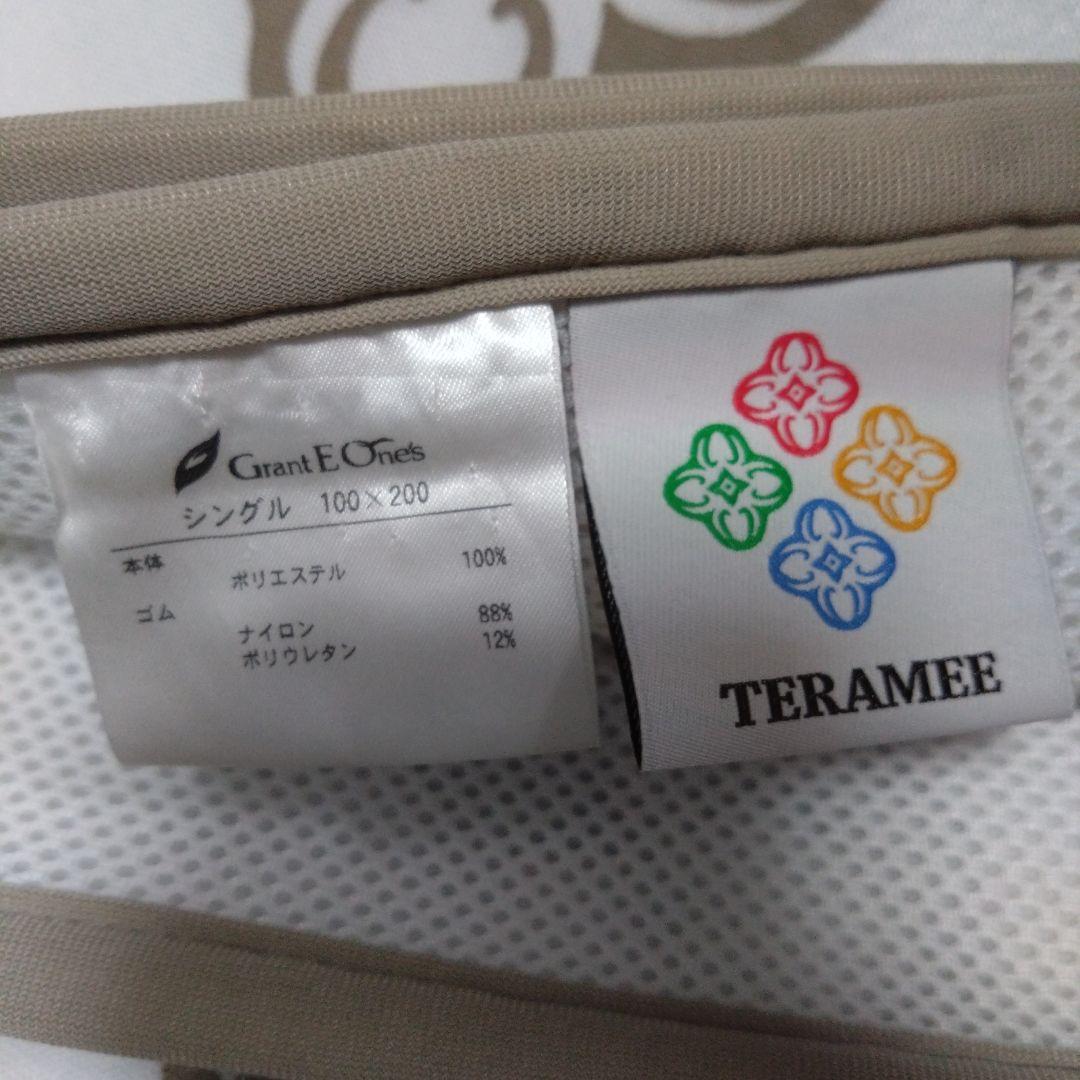 Grant E One's
シングル 100×200
本体 ポリエステル 100%
ゴム ナイロン 88%
ポリウレタン 12%
TERAMEE